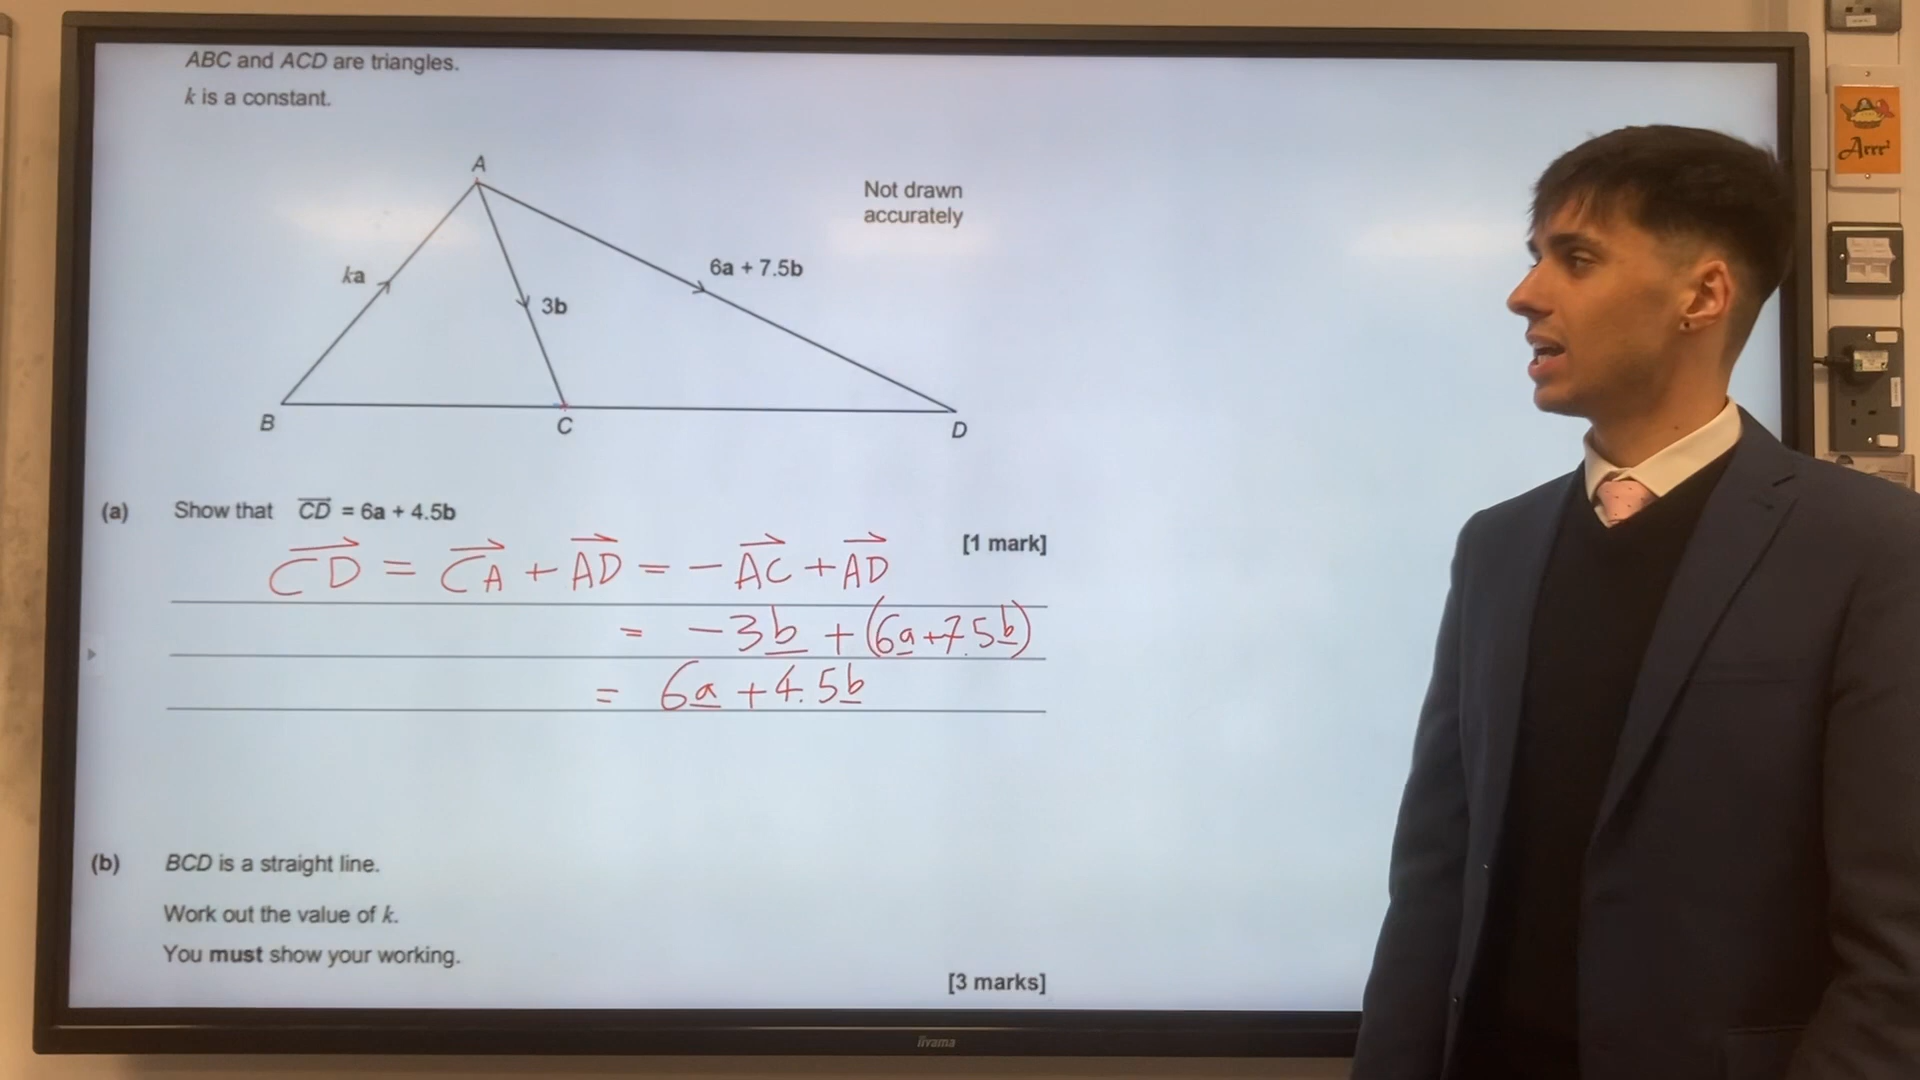 ABC and ACD are triangles.
k is a constant.
A
Not drawn
accurately
ka
6a + 7.5b
3b
B
C
D
(a) Show that CD⃗ = 6a + 4.5b
[1 mark]
CD⃗ = CA⃗ + AD⃗ = - AC⃗ + AD⃗
= -3b + (6a+7.5b)
= 6a + 4.5b
(b) BCD is a straight line.
Work out the value of k.
You must show your working.
[3 marks]
iiyama
Arrr!